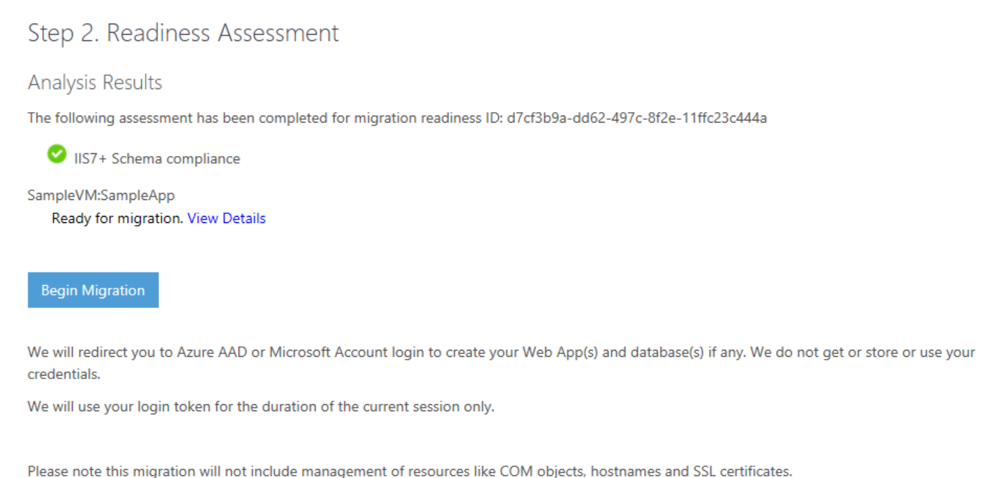 Step 2. Readiness Assessment
Analysis Results
The following assessment has been completed for migration readiness ID: d7cf3b9a-dd62-497c-8f2e-11ffc23c444a
IIS7+ Schema compliance
SampleVM:SampleApp
Ready for migration. View Details
Begin Migration
We will redirect you to Azure AAD or Microsoft Account login to create your Web App(s) and database(s) if any. We do not get or store or use your
credentials.
We will use your login token for the duration of the current session only.
Please note this migration will not include management of resources like COM objects, hostnames and SSL certificates.